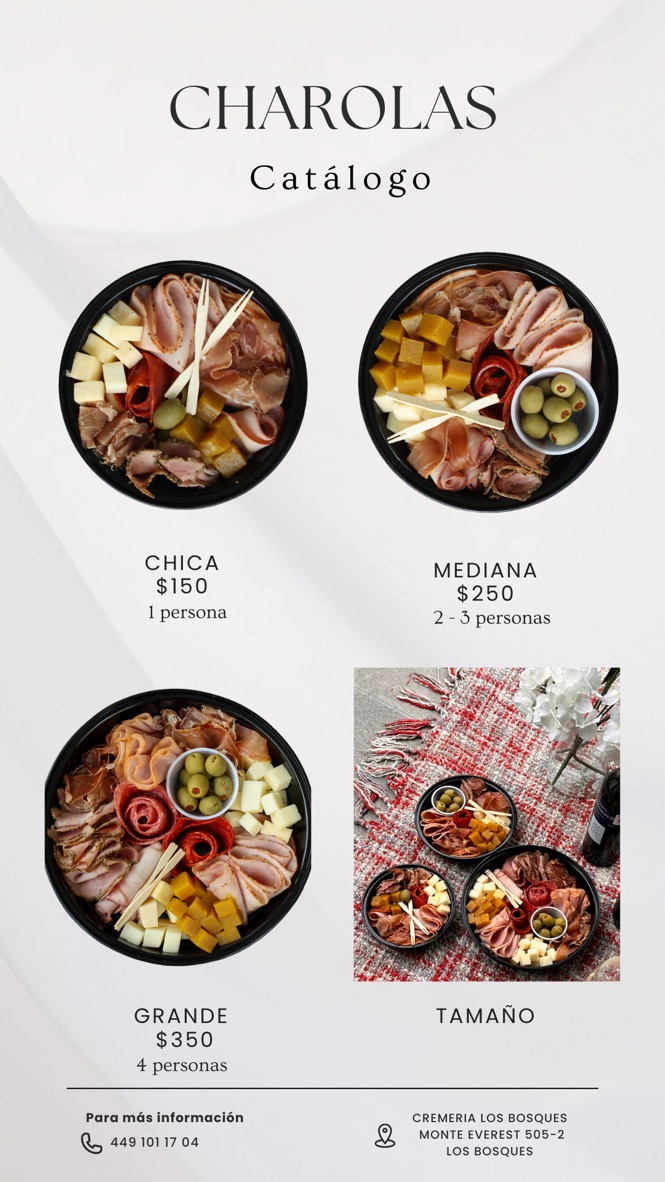 CHAROLAS
Catálogo
CHICA
$150
1 persona
MEDIANA
$250
2 - 3 personas
GRANDE
$350
4 personas
TAMAÑO
Para más información
449 101 17 04
CREMERIA LOS BOSQUES
MONTE EVEREST 505-2
LOS BOSQUES